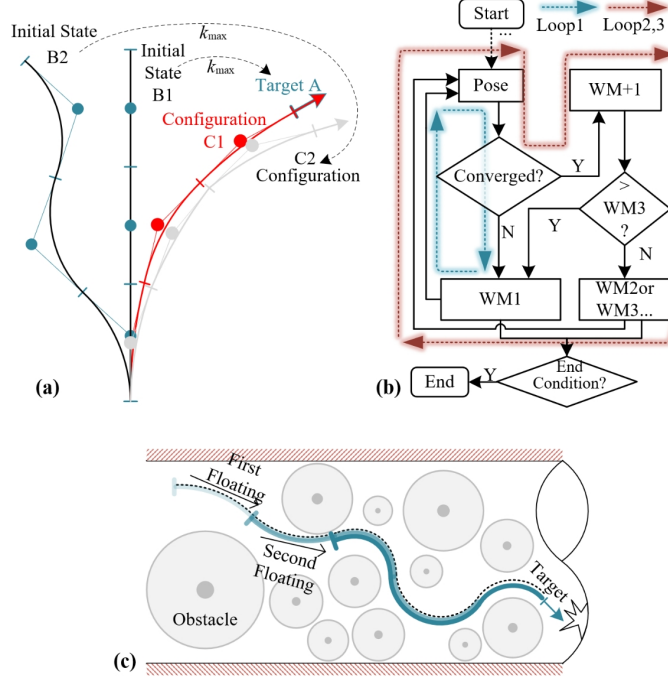 Initial State
B2
k_max
Initial
State
B1
k_max
Target A
Configuration
C1
C2
Configuration
(a)
Start
...
Loop1
Loop2,3
Pose
WM+1
Converged?
Y
>
WM3
?
Y
N
N
WM1
WM2or
WM3...
End
Y
End
Condition?
(b)
First
Floating
Second
Floating
Obstacle
Target
(c)